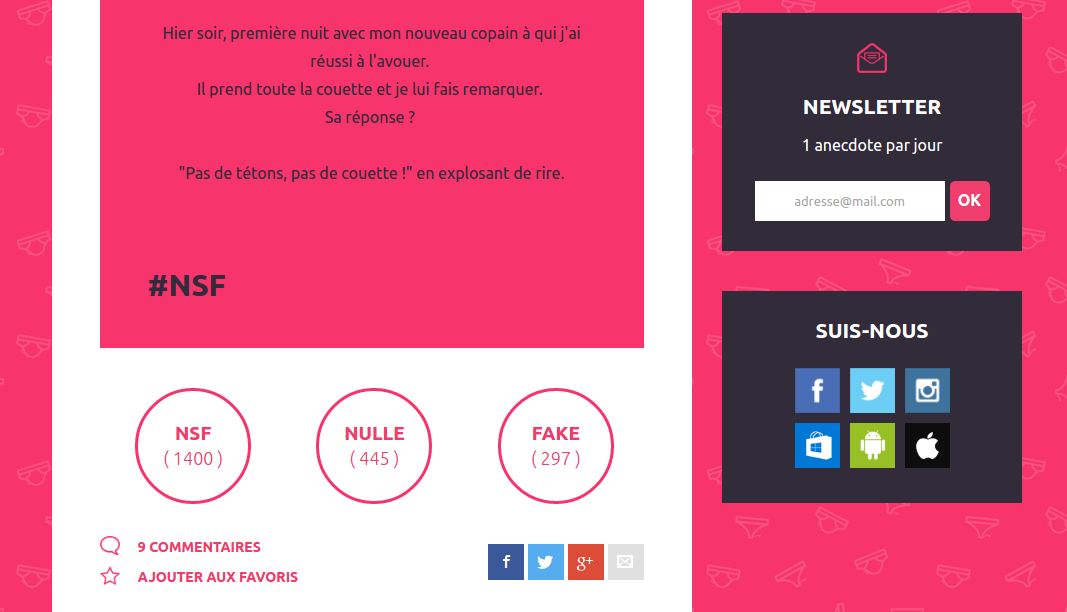 Hier soir, première nuit avec mon nouveau copain à qui j'ai
réussi à l'avouer.
Il prend toute la couette et je lui fais remarquer.
Sa réponse ?
"Pas de tétons, pas de couette !" en explosant de rire.
#NSF
NSF
( 1400 )
NULLE
( 445 )
FAKE
( 297 )
9 COMMENTAIRES
AJOUTER AUX FAVORIS
f
g+
NEWSLETTER
1 anecdote par jour
adresse@mail.com
OK
SUIS-NOUS
f